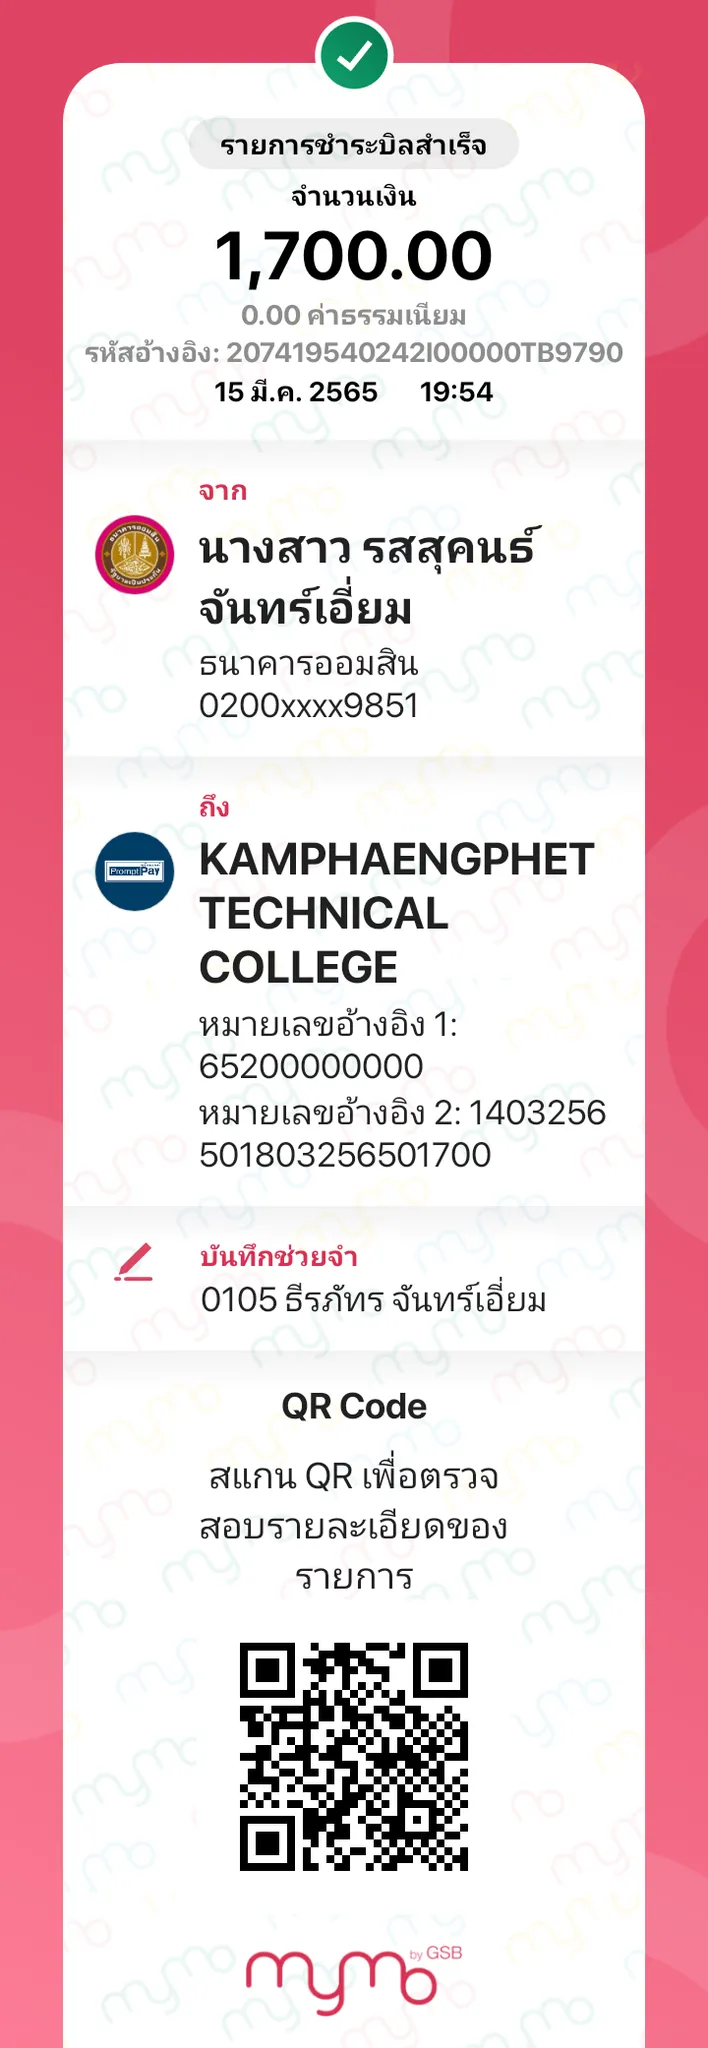 รายการชำระบิลสำเร็จ
จำนวนเงิน
1,700.00
0.00 ค่าธรรมเนียม
รหัสอ้างอิง: 207419540242I00000TB9790
15 มี.ค. 2565 19:54
จาก
นางสาว รสสุคนธ์
จันทร์เอี่ยม
ธนาคารออมสิน
0200xxxx9851
ถึง
PromptPay
KAMPHAENGPHET
TECHNICAL
COLLEGE
หมายเลขอ้างอิง 1:
65200000000
หมายเลขอ้างอิง 2: 1403256
501803256501700
บันทึกช่วยจำ
0105 ธีรภัทร จันทร์เอี่ยม
QR Code
สแกน QR เพื่อตรวจ
สอบรายละเอียดของ
รายการ
mymo by GSB